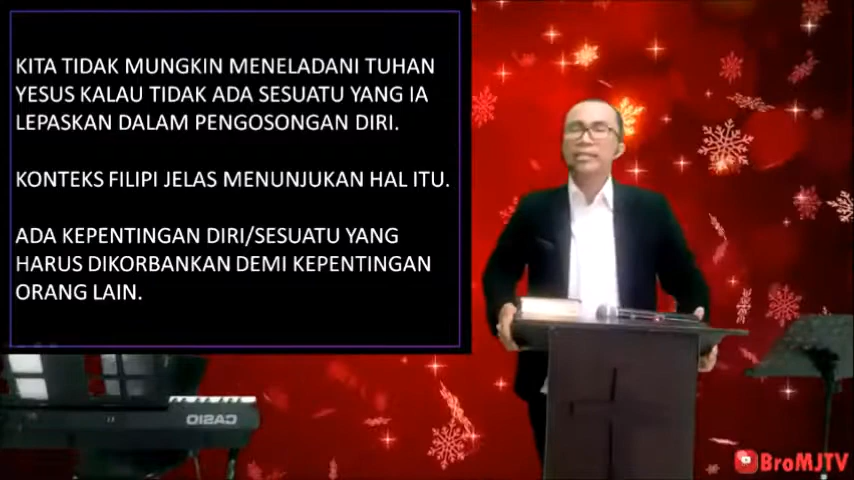 KITA TIDAK MUNGKIN MENELADANI TUHAN
YESUS KALAU TIDAK ADA SESUATU YANG IA
LEPASKAN DALAM PENGOSONGAN DIRI.
KONTEKS FILIPI JELAS MENUNJUKAN HAL ITU.
ADA KEPENTINGAN DIRI/SESUATU YANG
HARUS DIKORBANKAN DEMI KEPENTINGAN
ORANG LAIN.
CASIO
BroMJTV